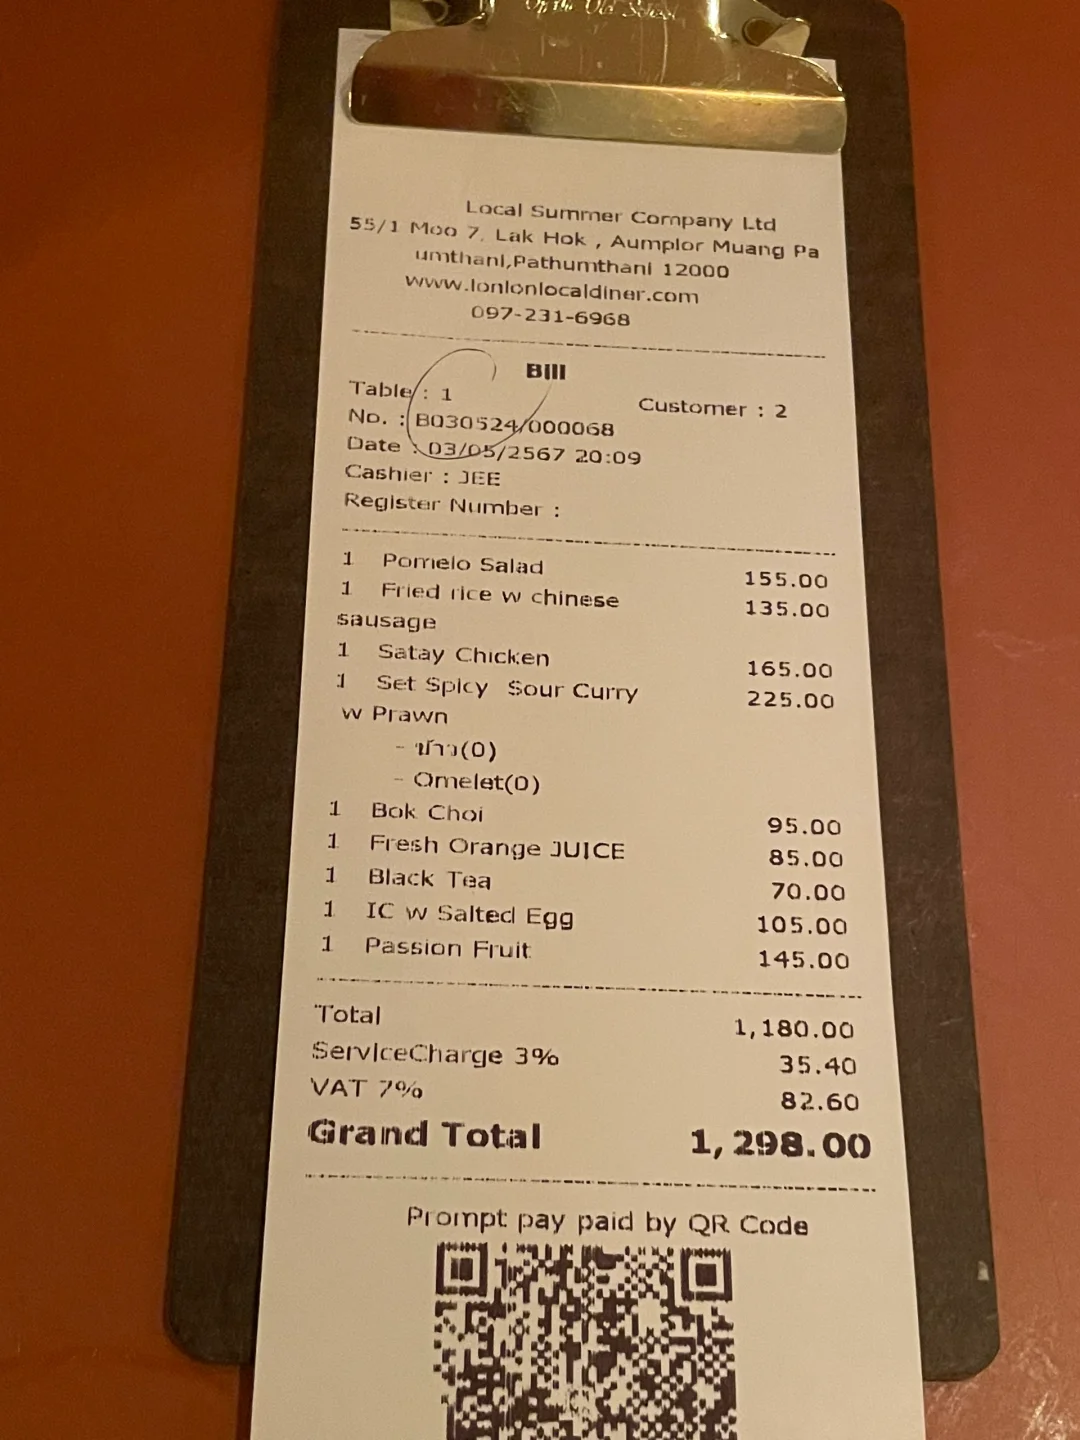 Of the Old School
Local Summer Company Ltd
55/1 Moo 7, Lak Hok , Aumplor Muang Pa
umthani,Pathumthani 12000
www.lonlonlocaldiner.com
097-231-6968
Bill
Table : 1 Customer : 2
No. : B030524/000068
Date : 03/05/2567 20:09
Cashier : JEE
Register Number :
1 Pomelo Salad 155.00
1 Fried rice w chinese 135.00
sausage
1 Satay Chicken 165.00
1 Set Spicy Sour Curry 225.00
w Prawn
- ข้าว(0)
- Omelet(0)
1 Bok Choi 95.00
1 Fresh Orange JUICE 85.00
1 Black Tea 70.00
1 IC w Salted Egg 105.00
1 Passion Fruit 145.00
Total 1,180.00
ServiceCharge 3% 35.40
VAT 7% 82.60
Grand Total 1,298.00
Prompt pay paid by QR Code